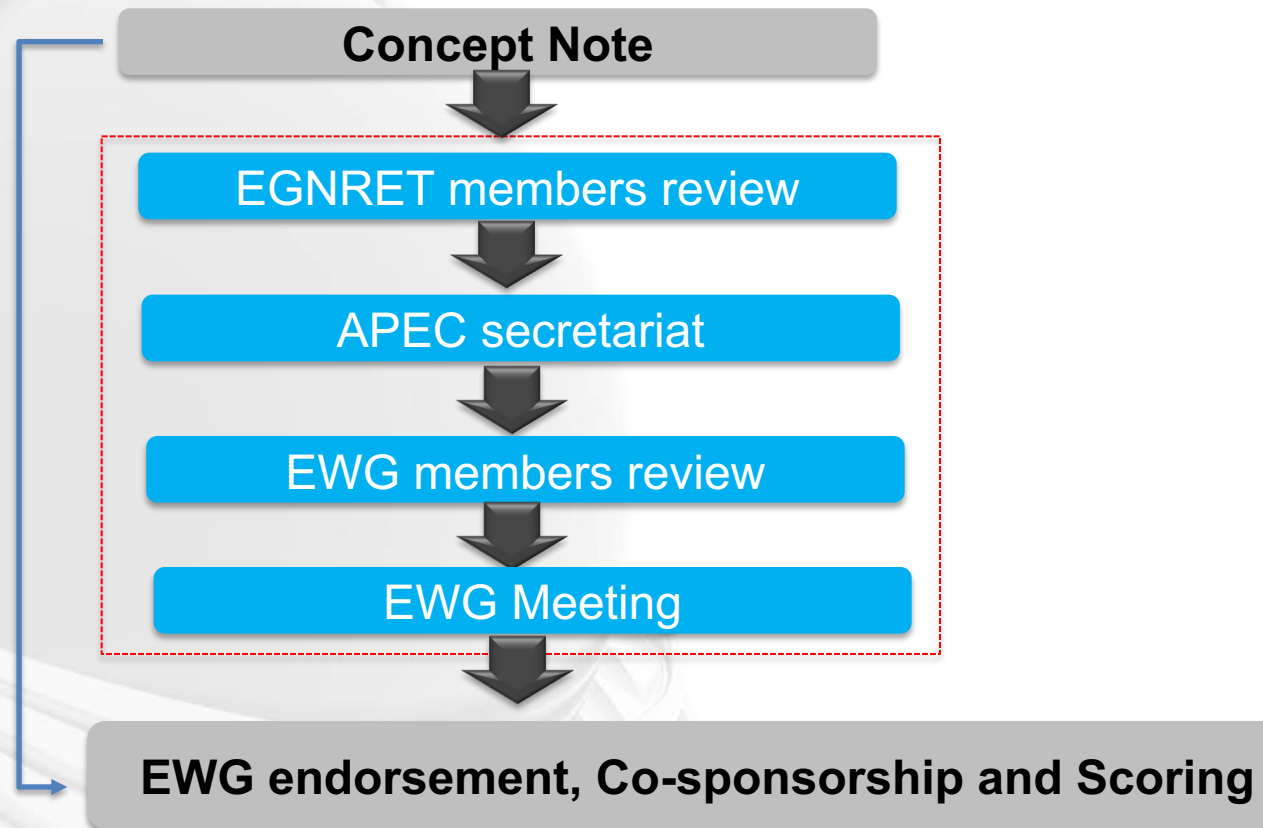 Concept Note
EGNRET members review
APEC secretariat
EWG members review
EWG Meeting
EWG endorsement, Co-sponsorship and Scoring